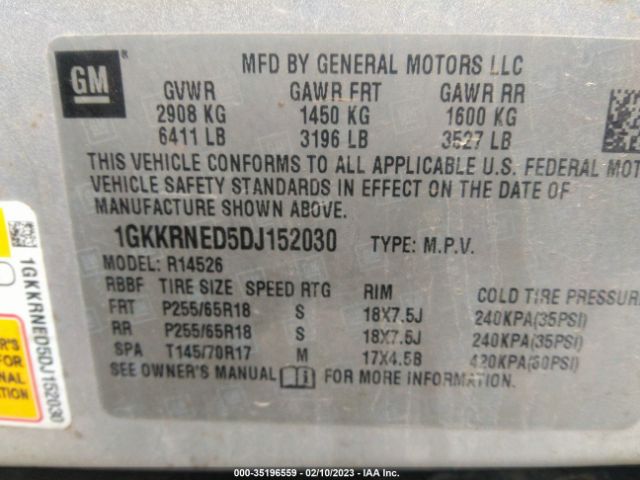 GM
MFD BY GENERAL MOTORS LLC
GVWR GAWR FRT GAWR RR
2908 KG 1450 KG 1600 KG
6411 LB 3196 LB 3527 LB
THIS VEHICLE CONFORMS TO ALL APPLICABLE U.S. FEDERAL MOT
VEHICLE SAFETY STANDARDS IN EFFECT ON THE DATE OF
MANUFACTURE SHOWN ABOVE.
1GKKRNED5DJ152030 TYPE: M.P.V.
MODEL: R14526
RBBF TIRE SIZE SPEED RTG RIM COLD TIRE PRESSUR
FRT P255/65R18 S 18X7.5J 240KPA(35PSI)
RR P255/65R18 S 18X7.5J 240KPA(35PSI)
SPA T145/70R17 M 17X4.5B 420KPA(60PSI)
SEE OWNER'S MANUAL FOR MORE INFORMATION.
1GKKRNED5DJ152030
R'S
FOR
NAL
ATION
000-35196559 - 02/10/2023 - IAA Inc.